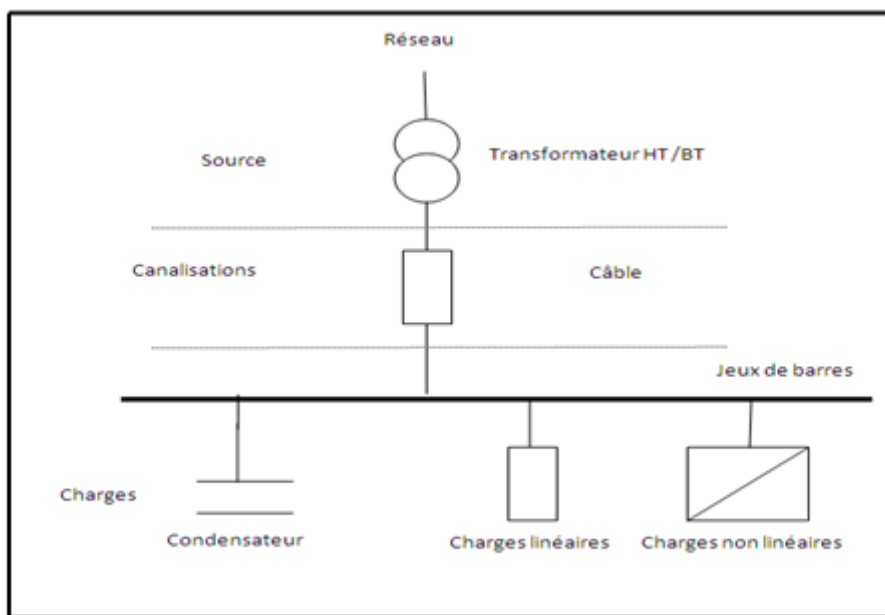 Réseau
Source
Transformateur HT/BT
Canalisations
Câble
Jeux de barres
Charges
Condensateur
Charges linéaires
Charges non linéaires